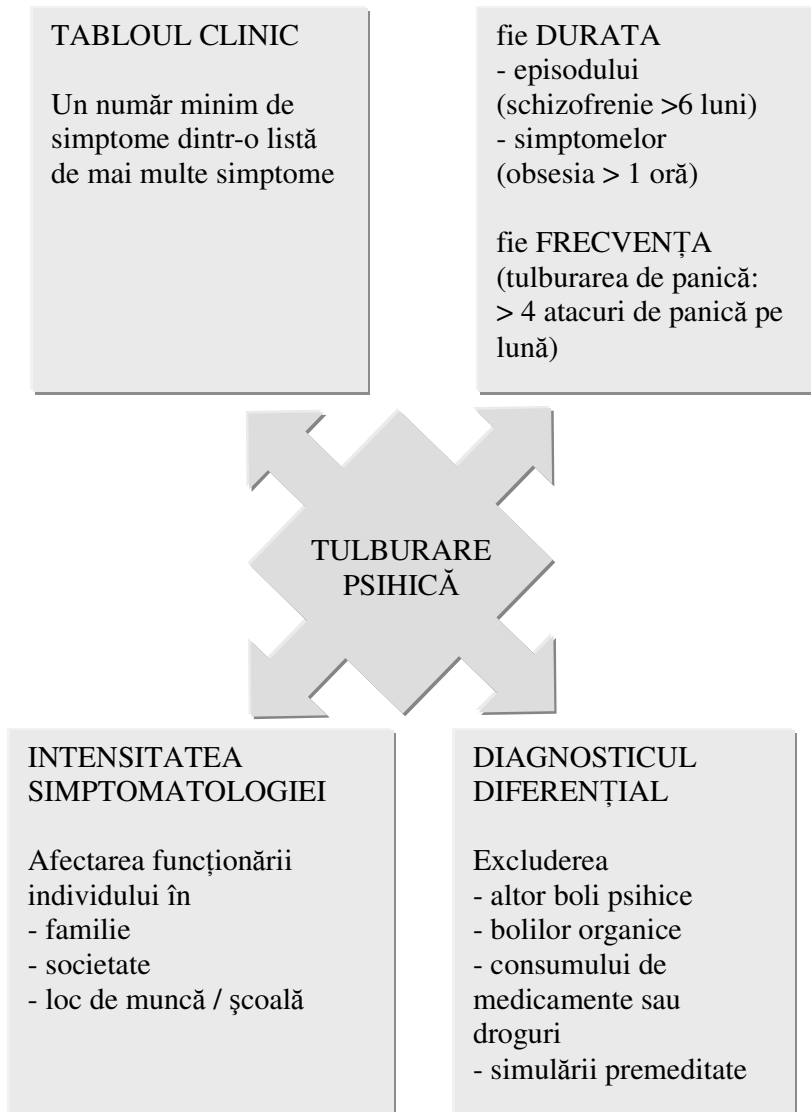 TABLOUL CLINIC
Un număr minim de
simptome dintr-o listă
de mai multe simptome
fie DURATA
- episodului
(schizofrenie >6 luni)
- simptomelor
(obsesia > 1 oră)
fie FRECVENȚA
(tulburarea de panică:
> 4 atacuri de panică pe
lună)
TULBURARE
PSIHICĂ
INTENSITATEA
SIMPTOMATOLOGIEI
Afectarea funcționării
individului în
- familie
- societate
- loc de muncă / şcoală
DIAGNOSTICUL
DIFERENȚIAL
Excluderea
- altor boli psihice
- bolilor organice
- consumului de
medicamente sau
droguri
- simulării premeditate